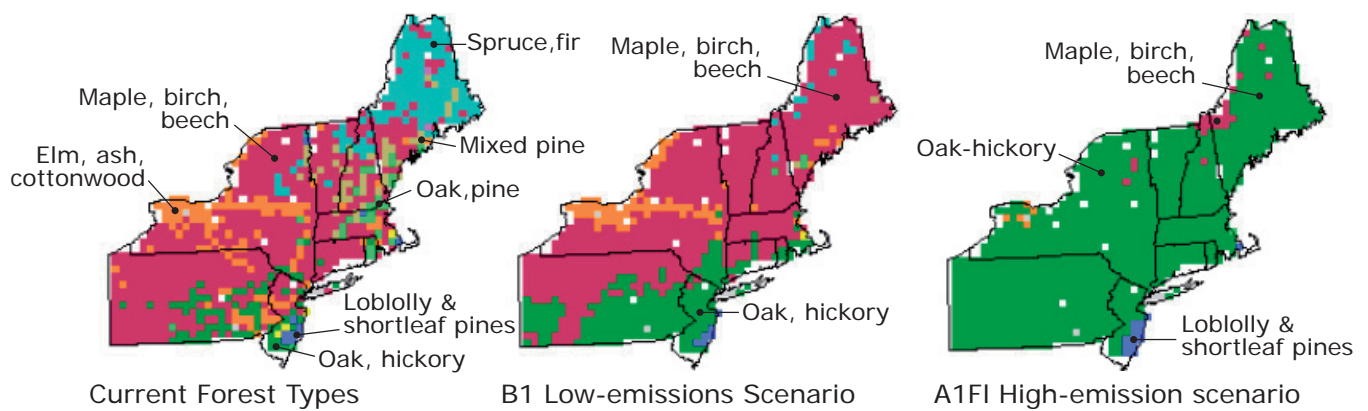 Spruce,fir
Maple, birch,
beech
Elm, ash,
cottonwood
Mixed pine
Oak,pine
Loblolly &
shortleaf pines
Oak, hickory
Current Forest Types
Maple, birch,
beech
Oak, hickory
B1 Low-emissions Scenario
Maple, birch,
beech
Oak-hickory
Loblolly &
shortleaf pines
A1FI High-emission scenario